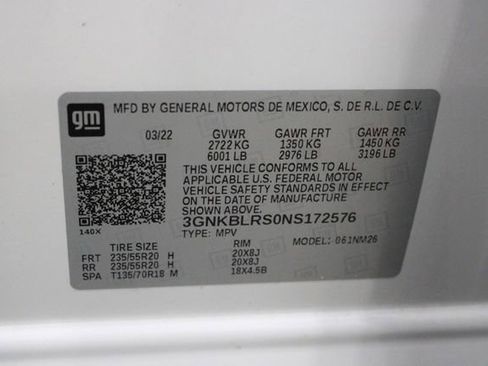 gm MFD BY GENERAL MOTORS DE MEXICO, S. DE R.L. DE C.V.
03/22 GVWR GAWR FRT GAWR RR
2722 KG 1350 KG 1450 KG
6001 LB 2976 LB 3196 LB
THIS VEHICLE CONFORMS TO ALL
APPLICABLE U.S. FEDERAL MOTOR
VEHICLE SAFETY STANDARDS IN EFFECT
ON THE DATE OF MANUFACTURE
SHOWN ABOVE.
3GNKBLRS0NS172576
140X TYPE: MPV MODEL: 061NM26
TIRE SIZE RIM
FRT 235/55R20 H 20X8J
RR 235/55R20 H 20X8J
SPA T135/70R18 M 18X4.5B